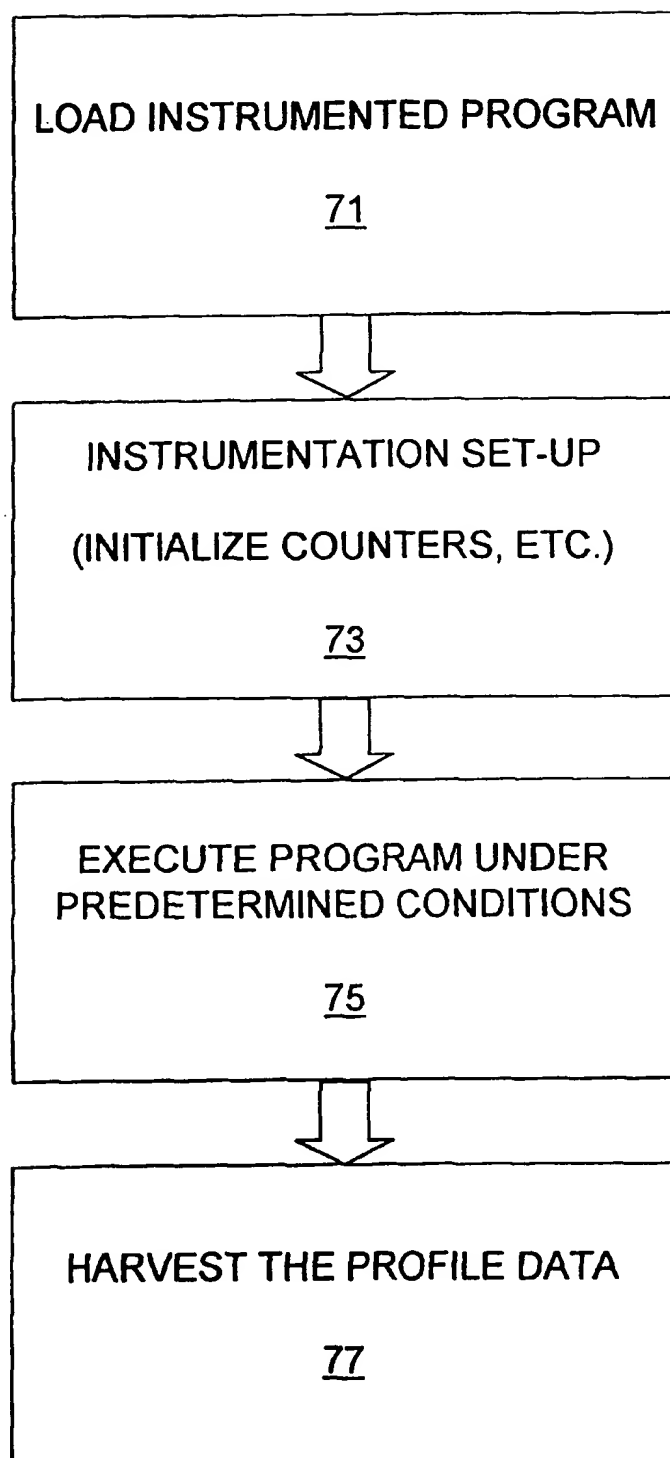 LOAD INSTRUMENTED PROGRAM
71
INSTRUMENTATION SET-UP
(INITIALIZE COUNTERS, ETC.)
73
EXECUTE PROGRAM UNDER
PREDETERMINED CONDITIONS
75
HARVEST THE PROFILE DATA
77